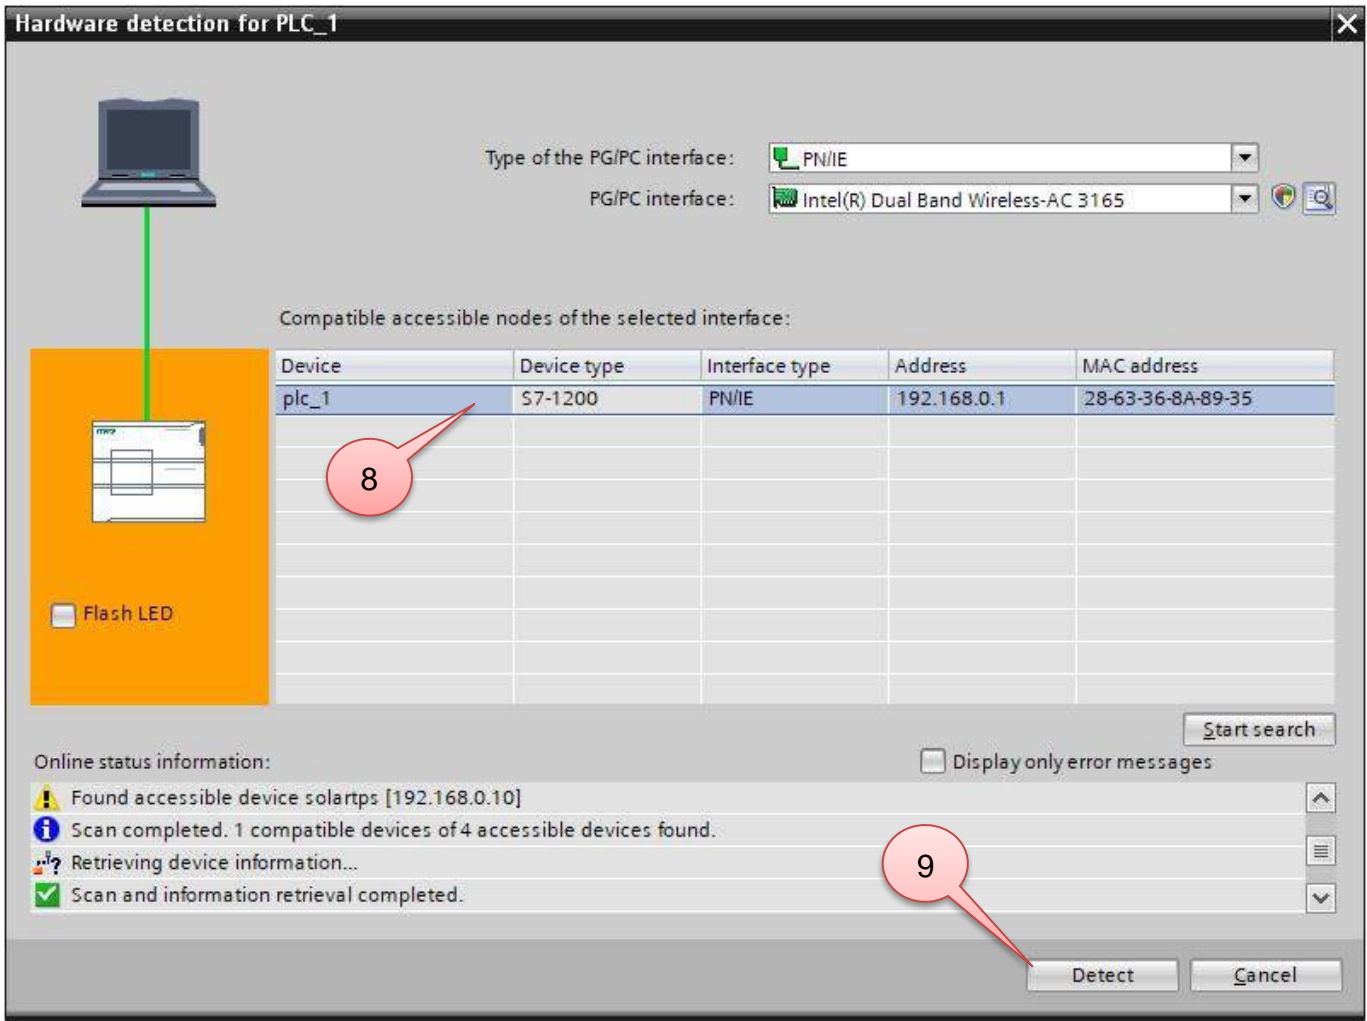 Hardware detection for PLC_1
Type of the PG/PC interface: PN/IE
PG/PC interface: Intel(R) Dual Band Wireless-AC 3165
Compatible accessible nodes of the selected interface:
Device Device type Interface type Address MAC address
plc_1 S7-1200 PN/IE 192.168.0.1 28-63-36-8A-89-35
8
Flash LED
Start search
Online status information: Display only error messages
Found accessible device solartps [192.168.0.10]
Scan completed. 1 compatible devices of 4 accessible devices found.
Retrieving device information...
Scan and information retrieval completed.
9
Detect Cancel